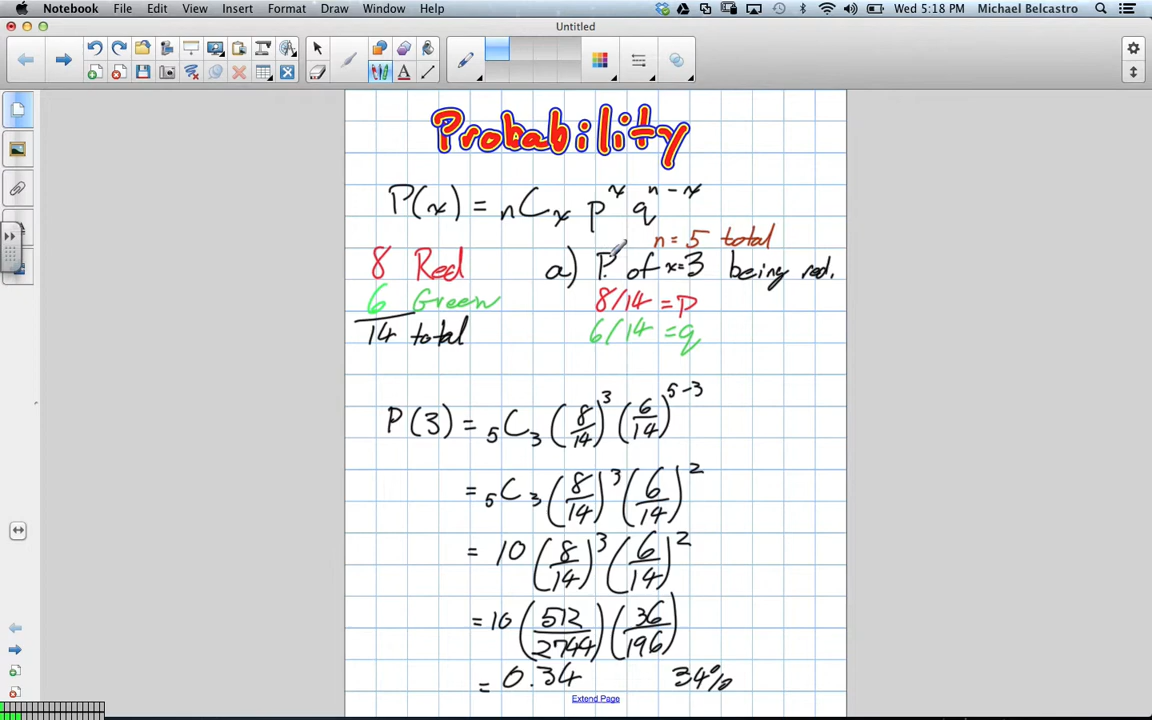 Notebook File Edit View Insert Format Draw Window Help Wed 5:18 PM Michael Belcastro
Untitled
Probability
P(x) = nCx p^x q^n-x
n = 5 total
8 Red
a) P of x=3 being red.
6 Green
8/14 = P
14 total
6/14 = q
P(3) = 5C3 (8/14)^3 (6/14)^5-3
= 5C3 (8/14)^3 (6/14)^2
= 10 (8/14)^3 (6/14)^2
= 10 (512/2744) (36/196)
= 0.34 34%
Extend Page